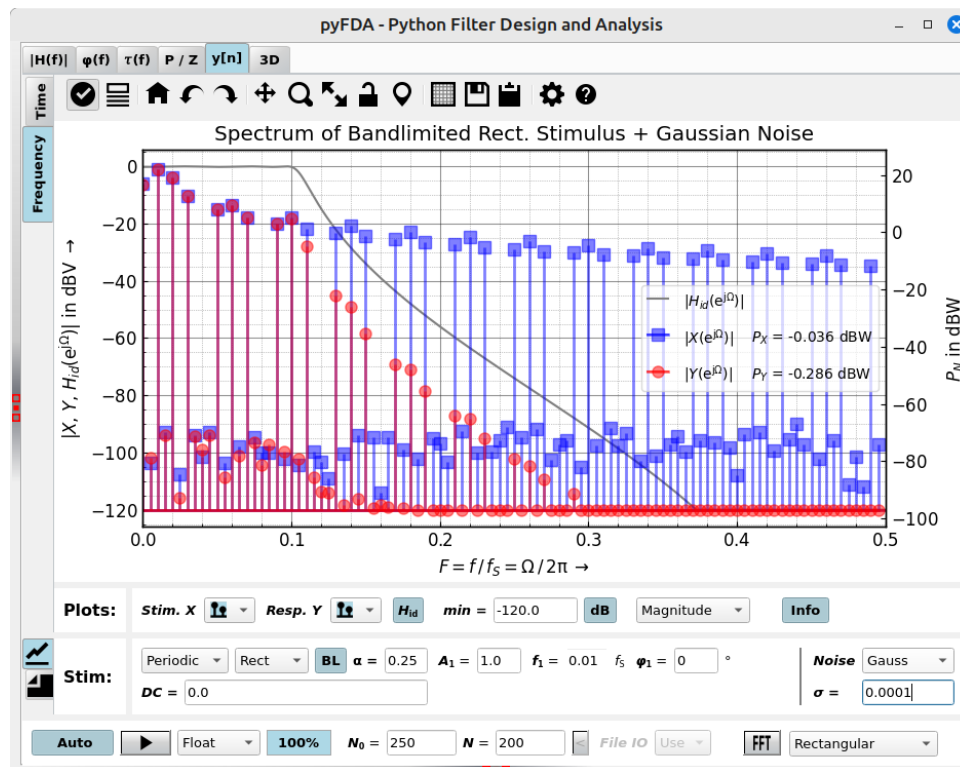 pyFDA - Python Filter Design and Analysis
|H(f)| φ(f) τ(f) P / Z y[n] 3D
Time
Frequency
Spectrum of Bandlimited Rect. Stimulus + Gaussian Noise
|X, Y, H_id(e^jΩ)| in dBV →
0
−20
−40
−60
−80
−100
−120
20
0
−20
−40
−60
−80
−100
P_N in dBW
|H_id(e^jΩ)|
|X(e^jΩ)| P_X = -0.036 dBW
|Y(e^jΩ)| P_Y = -0.286 dBW
0.0 0.1 0.2 0.3 0.4 0.5
F = f / f_S = Ω / 2π →
Plots: Stim. X Resp. Y H_id min = -120.0 dB Magnitude Info
Stim: Periodic Rect BL α = 0.25 A_1 = 1.0 f_1 = 0.01 f_S φ_1 = 0 ° Noise Gauss
DC = 0.0 σ = 0.0001
Auto Float 100% N_0 = 250 N = 200 < File IO Use FFT Rectangular